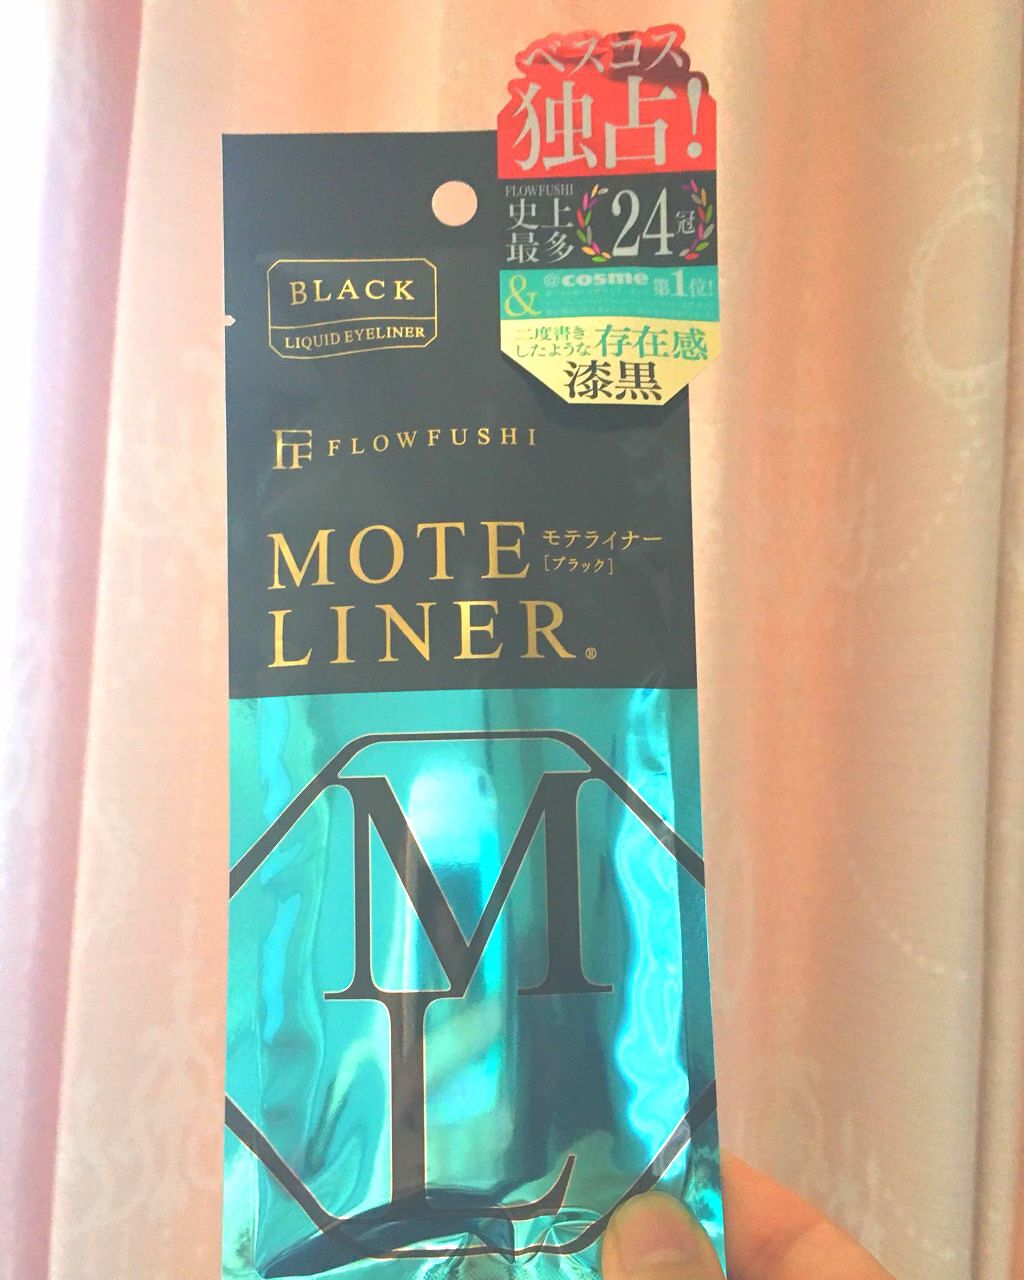 ベスコス
独占!
FLOWFUSHI
史上
最多
24冠
&
@cosme 第1位!
二度書き
したような
存在感
漆黒
BLACK
LIQUID EYELINER
FF FLOWFUSHI
MOTE
モテライナー
[ブラック]
LINER®
ML